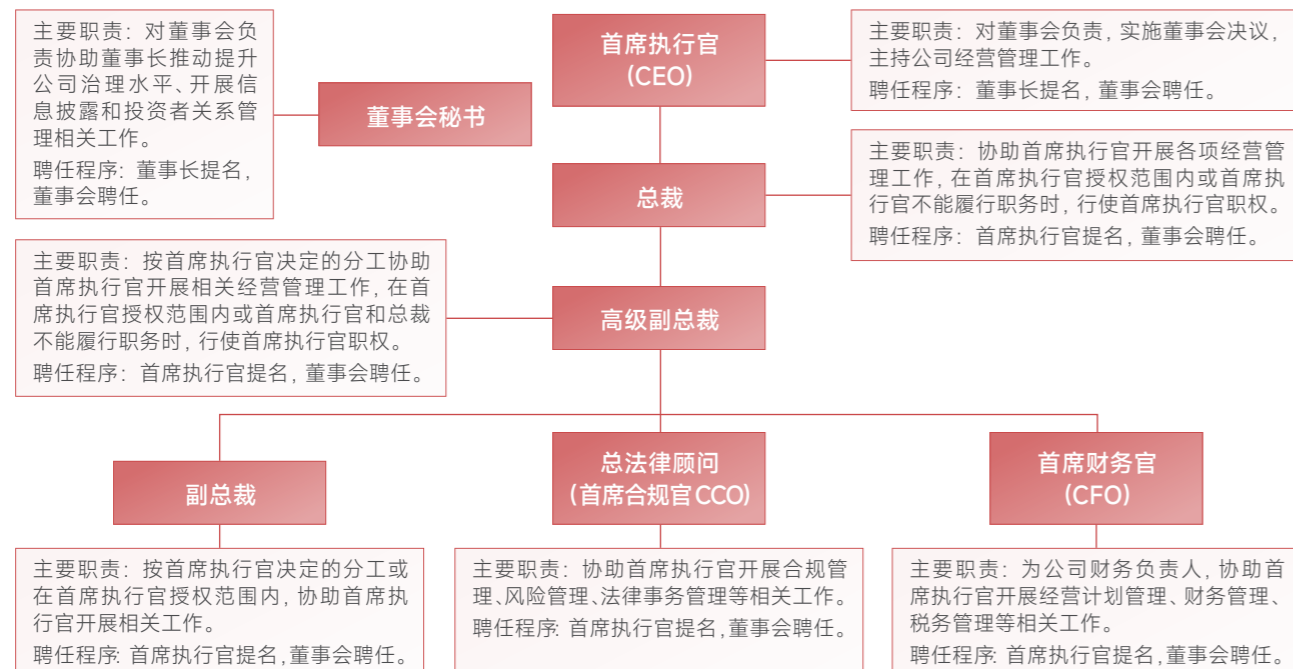 主要职责：对董事会负
责协助董事长推动提升
公司治理水平、开展信
息披露和投资者关系管
理相关工作。
聘任程序：董事长提名，
董事会聘任。
董事会秘书
首席执行官
(CEO)
主要职责：对董事会负责，实施董事会决议，
主持公司经营管理工作。
聘任程序：董事长提名，董事会聘任。
总裁
主要职责：协助首席执行官开展各项经营管
理工作，在首席执行官授权范围内或首席执
行官不能履行职务时，行使首席执行官职权。
聘任程序：首席执行官提名，董事会聘任。
主要职责：按首席执行官决定的分工协助
首席执行官开展相关经营管理工作，在首
席执行官授权范围内或首席执行官和总裁
不能履行职务时，行使首席执行官职权。
聘任程序：首席执行官提名，董事会聘任。
高级副总裁
副总裁
主要职责：按首席执行官决定的分工或
在首席执行官授权范围内，协助首席执
行官开展相关工作。
聘任程序：首席执行官提名，董事会聘任。
总法律顾问
(首席合规官 CCO)
主要职责：协助首席执行官开展合规管
理、风险管理、法律事务管理等相关工作。
聘任程序：首席执行官提名，董事会聘任。
首席财务官
(CFO)
主要职责：为公司财务负责人，协助首
席执行官开展经营计划管理、财务管理、
税务管理等相关工作。
聘任程序：首席执行官提名，董事会聘任。